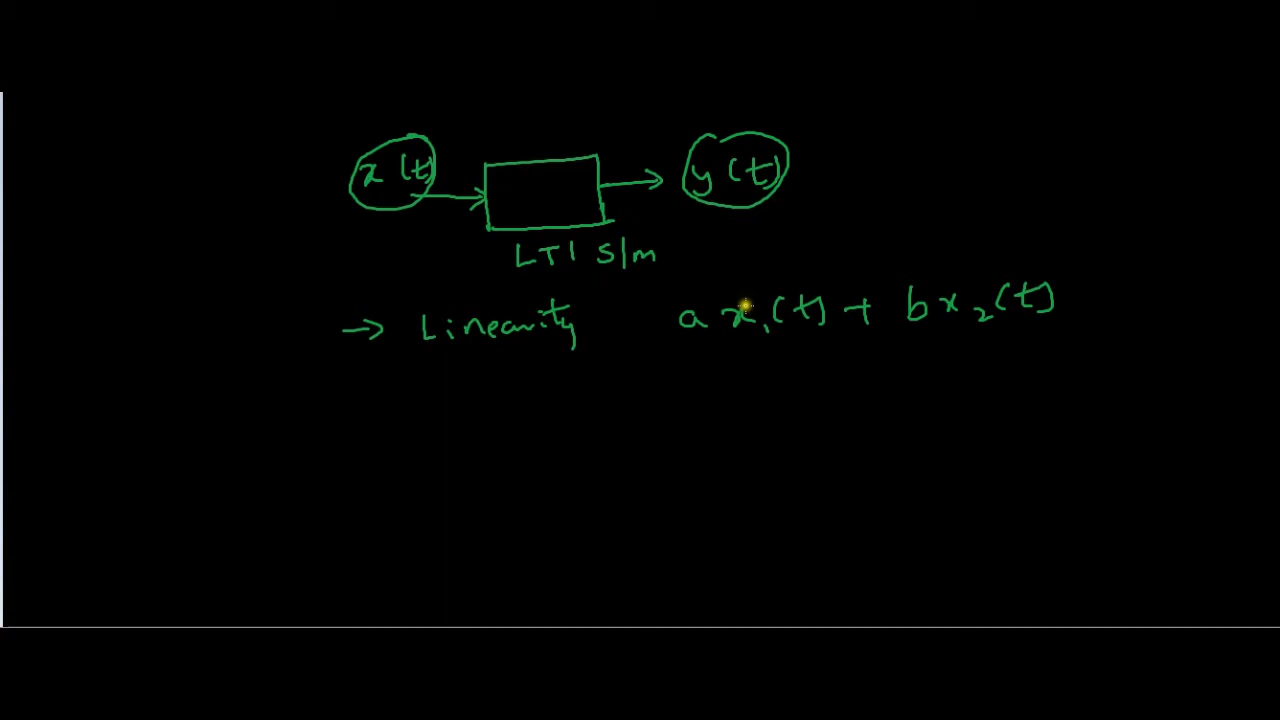 x(t) → y(t)
LTI S/m
→ Linearity a x₁(t) + b x₂(t)